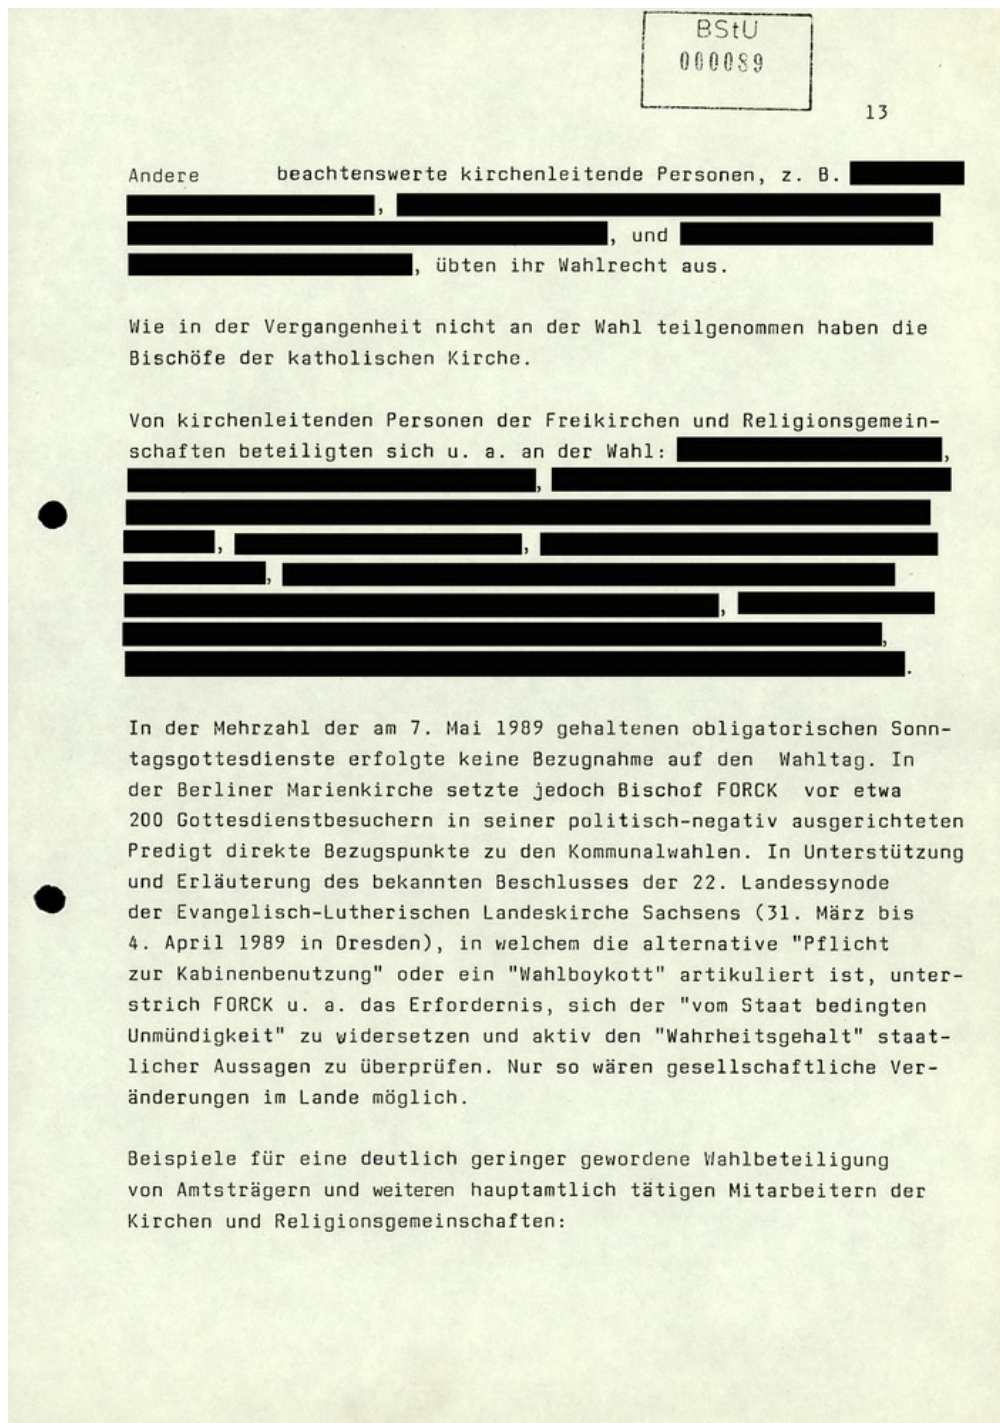 BStU
000089
13
Andere beachtenswerte kirchenleitende Personen, z. B.
,
, und
, übten ihr Wahlrecht aus.
Wie in der Vergangenheit nicht an der Wahl teilgenommen haben die
Bischöfe der katholischen Kirche.
Von kirchenleitenden Personen der Freikirchen und Religionsgemein-
schaften beteiligten sich u. a. an der Wahl: ,
,
, ,
,
,
,
.
In der Mehrzahl der am 7. Mai 1989 gehaltenen obligatorischen Sonn-
tagsgottesdienste erfolgte keine Bezugnahme auf den Wahltag. In
der Berliner Marienkirche setzte jedoch Bischof FORCK vor etwa
200 Gottesdienstbesuchern in seiner politisch-negativ ausgerichteten
Predigt direkte Bezugspunkte zu den Kommunalwahlen. In Unterstützung
und Erläuterung des bekannten Beschlusses der 22. Landessynode
der Evangelisch-Lutherischen Landeskirche Sachsens (31. März bis
4. April 1989 in Dresden), in welchem die alternative "Pflicht
zur Kabinenbenutzung" oder ein "Wahlboykott" artikuliert ist, unter-
strich FORCK u. a. das Erfordernis, sich der "vom Staat bedingten
Unmündigkeit" zu widersetzen und aktiv den "Wahrheitsgehalt" staat-
licher Aussagen zu überprüfen. Nur so wären gesellschaftliche Ver-
änderungen im Lande möglich.
Beispiele für eine deutlich geringer gewordene Wahlbeteiligung
von Amtsträgern und weiteren hauptamtlich tätigen Mitarbeitern der
Kirchen und Religionsgemeinschaften: